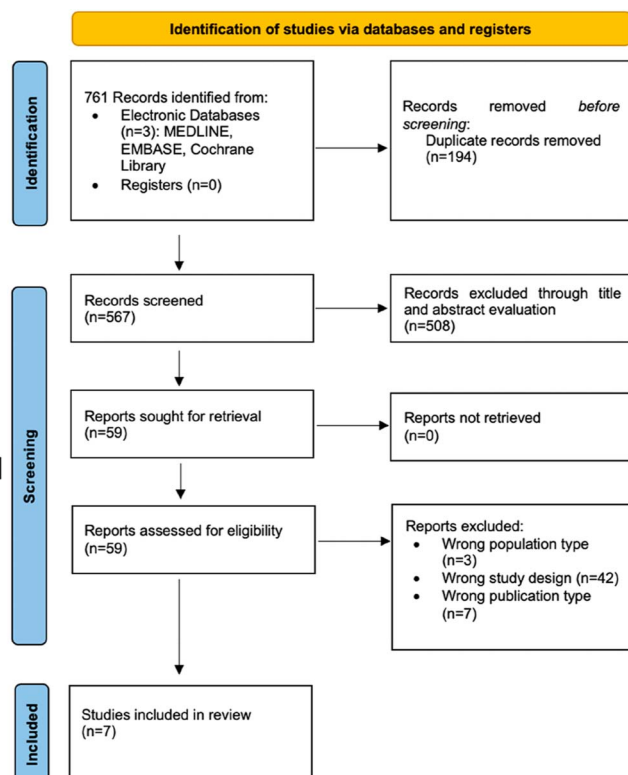 Identification of studies via databases and registers
Identification
761 Records identified from:
• Electronic Databases
(n=3): MEDLINE,
EMBASE, Cochrane
Library
• Registers (n=0)
Records removed before
screening:
Duplicate records removed
(n=194)
Screening
Records screened
(n=567)
Records excluded through title
and abstract evaluation
(n=508)
Reports sought for retrieval
(n=59)
Reports not retrieved
(n=0)
Reports assessed for eligibility
(n=59)
Reports excluded:
• Wrong population type
(n=3)
• Wrong study design (n=42)
• Wrong publication type
(n=7)
Included
Studies included in review
(n=7)